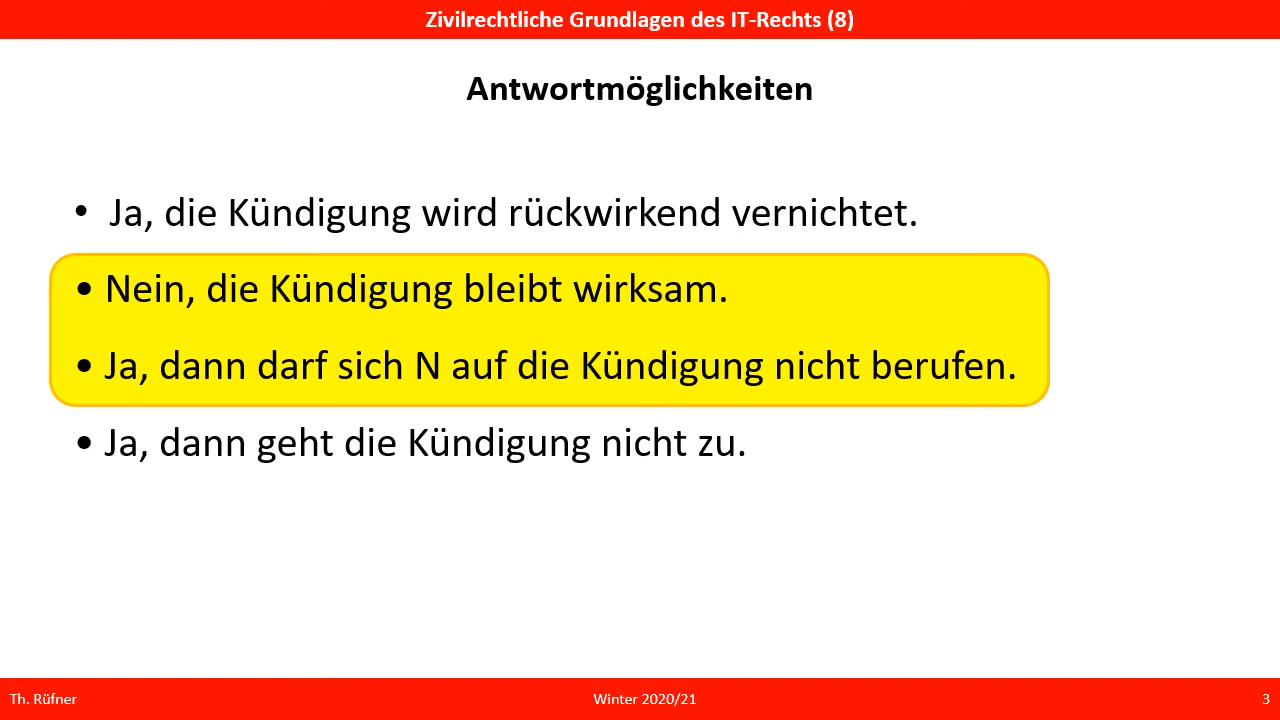 Zivilrechtliche Grundlagen des IT-Rechts (8)
Antwortmöglichkeiten
• Ja, die Kündigung wird rückwirkend vernichtet.
• Nein, die Kündigung bleibt wirksam.
• Ja, dann darf sich N auf die Kündigung nicht berufen.
• Ja, dann geht die Kündigung nicht zu.
Th. Rüfner
Winter 2020/21
3